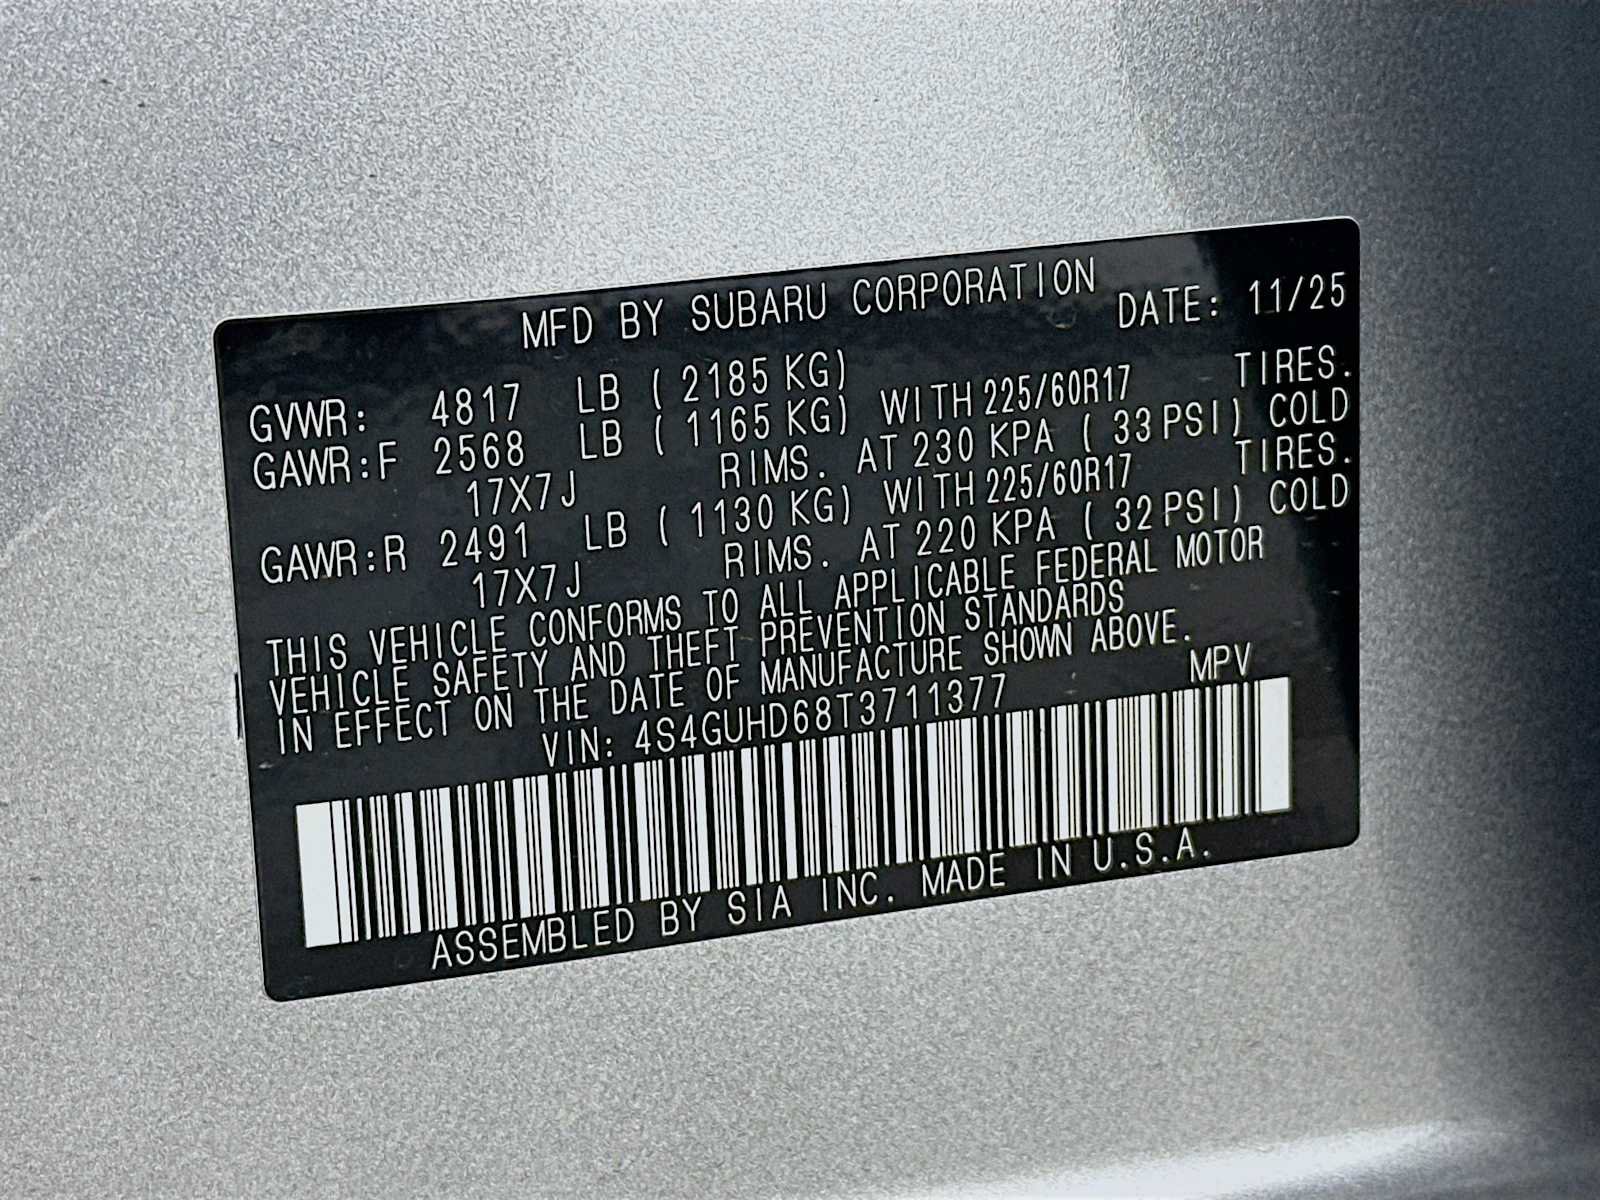 MFD BY SUBARU CORPORATION DATE: 11/25
GVWR: 4817 LB ( 2185 KG)
GAWR:F 2568 LB ( 1165 KG) WITH 225/60R17 TIRES.
17X7J RIMS. AT 230 KPA ( 33 PSI) COLD
GAWR:R 2491 LB ( 1130 KG) WITH 225/60R17 TIRES.
17X7J RIMS. AT 220 KPA ( 32 PSI) COLD
THIS VEHICLE CONFORMS TO ALL APPLICABLE FEDERAL MOTOR
VEHICLE SAFETY AND THEFT PREVENTION STANDARDS
IN EFFECT ON THE DATE OF MANUFACTURE SHOWN ABOVE.
VIN: 4S4GUHD68T3711377 MPV
ASSEMBLED BY SIA INC. MADE IN U.S.A.